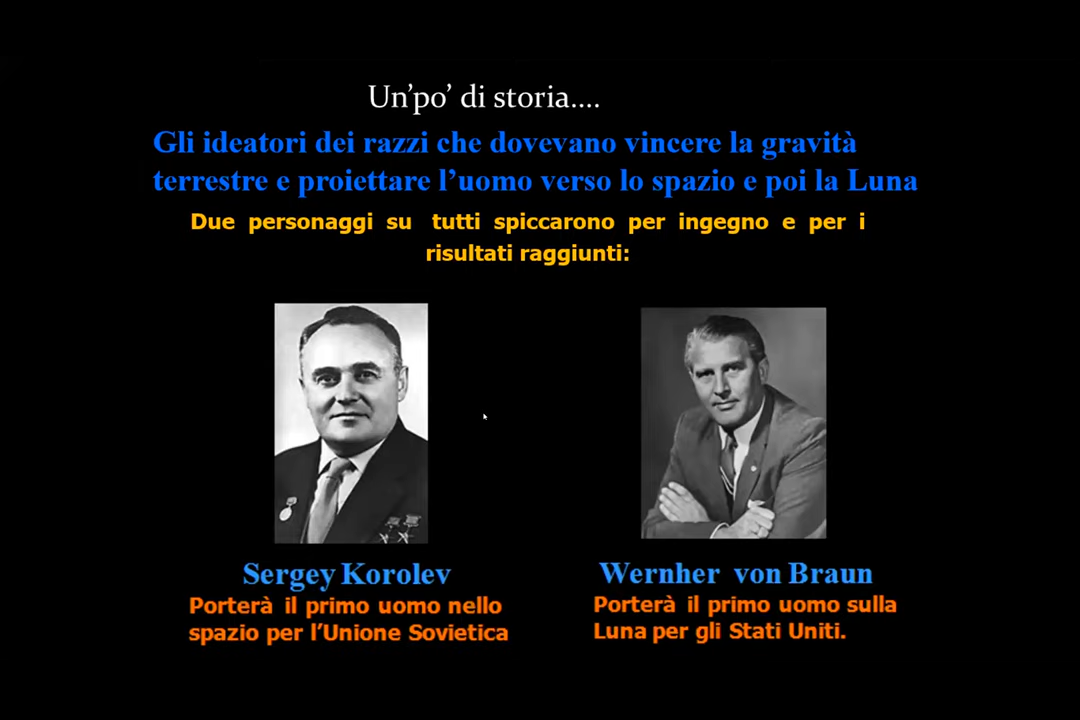 Un’po’ di storia....
Gli ideatori dei razzi che dovevano vincere la gravità
terrestre e proiettare l’uomo verso lo spazio e poi la Luna
Due personaggi su tutti spiccarono per ingegno e per i
risultati raggiunti:
Sergey Korolev
Porterà il primo uomo nello
spazio per l’Unione Sovietica
Wernher von Braun
Porterà il primo uomo sulla
Luna per gli Stati Uniti.